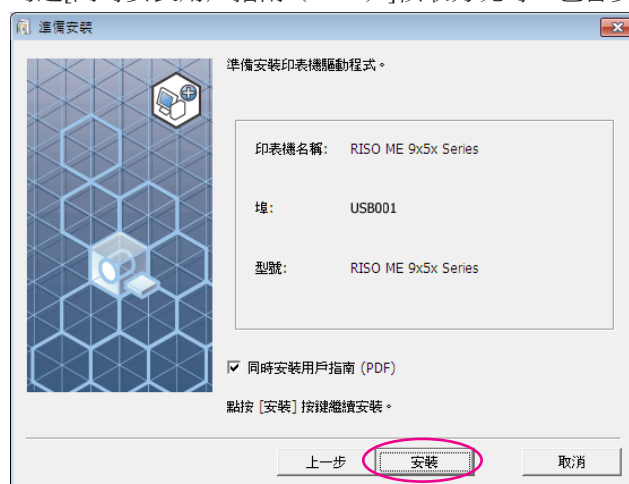 準備安裝
準備安裝印表機驅動程式。
印表機名稱: RISO ME 9x5x Series
埠: USB001
型號: RISO ME 9x5x Series
同時安裝用戶指南 (PDF)
點按 [安裝] 按鍵繼續安裝。
上一步 安裝 取消